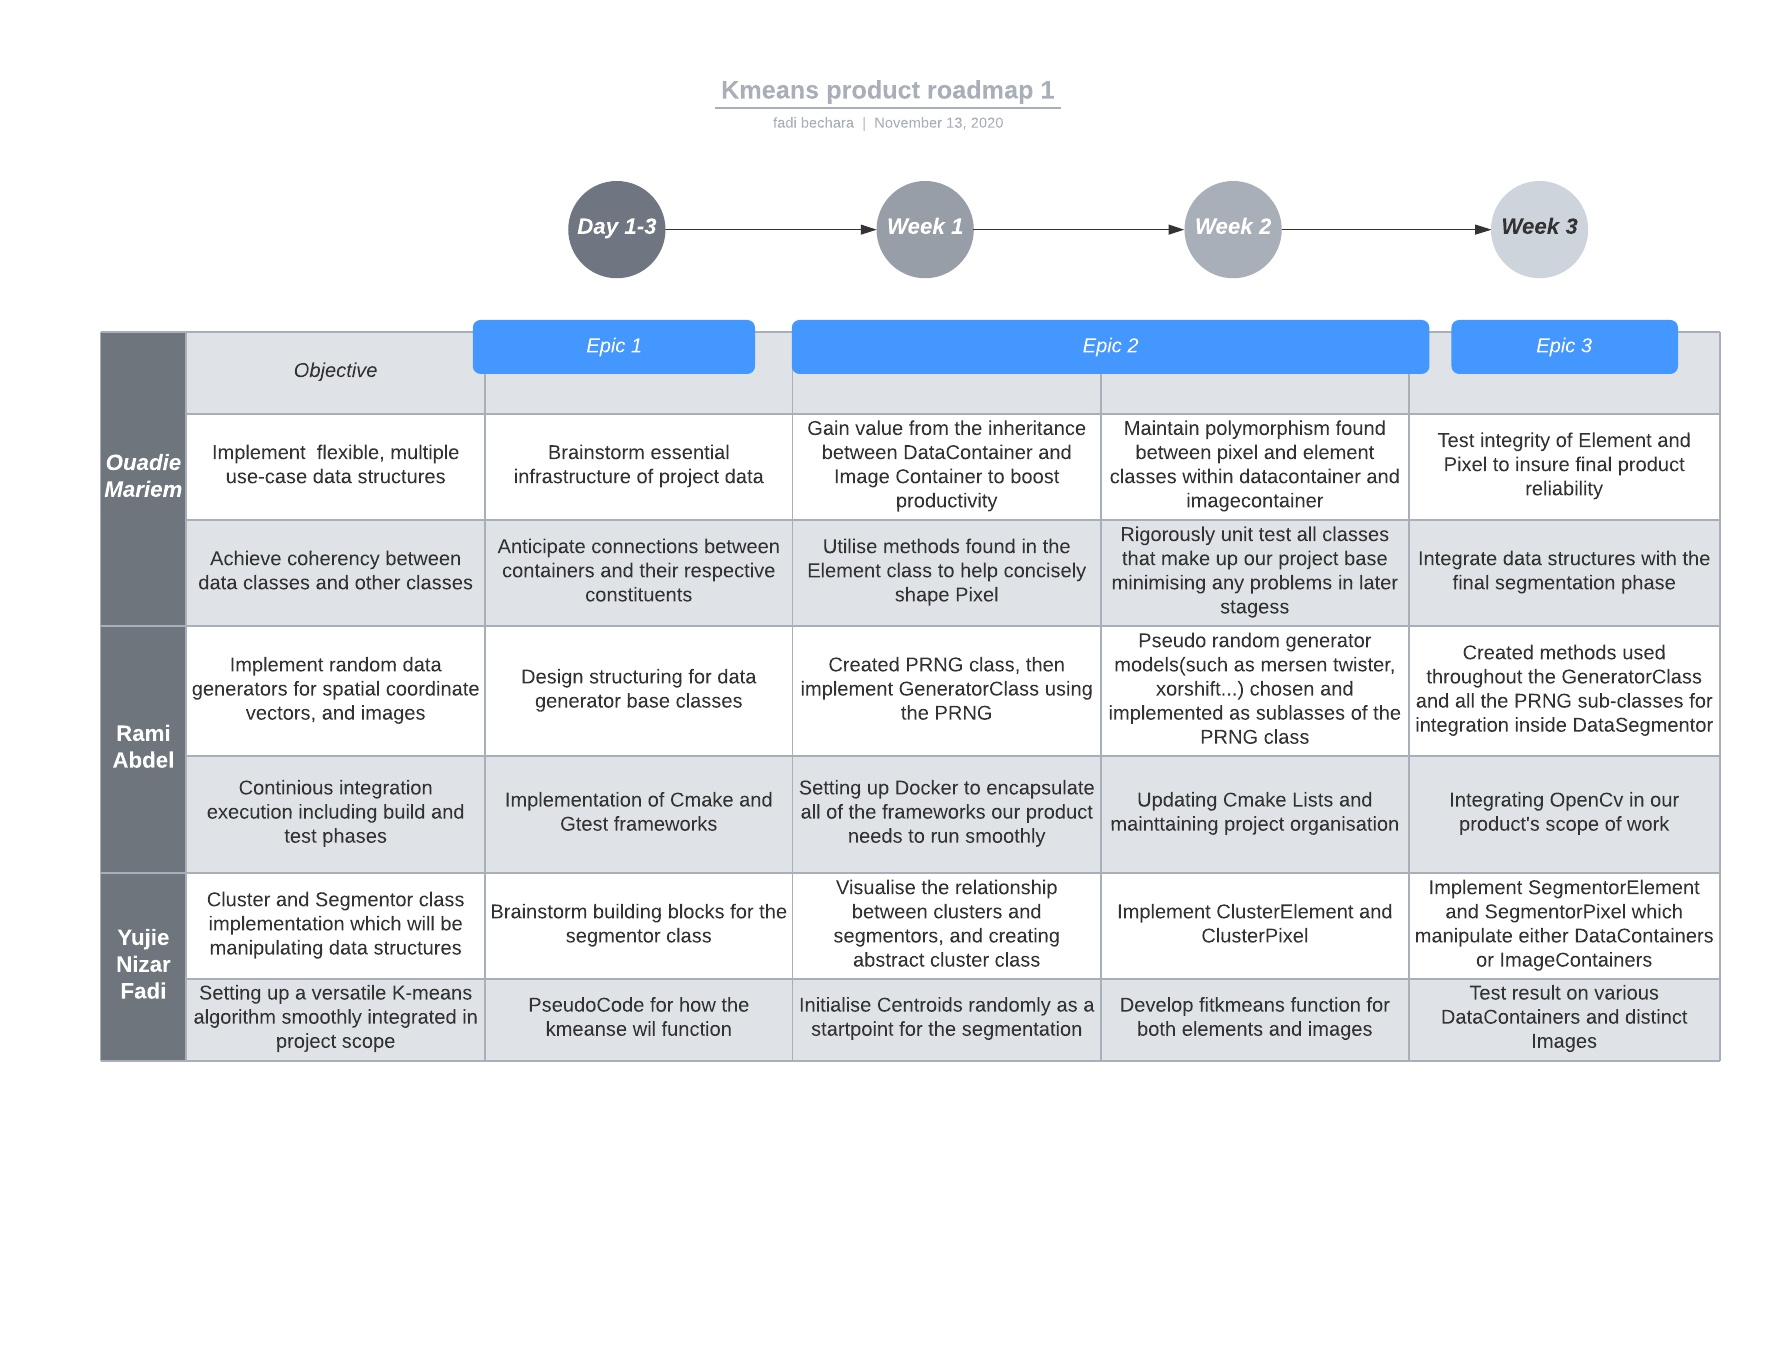 Kmeans product roadmap 1
fadi bechara | November 13, 2020
Day 1-3
Week 1
Week 2
Week 3
Objective
Epic 1
Epic 2
Epic 3
Ouadie
Mariem
Implement  flexible, multiple
use-case data structures
Brainstorm essential
infrastructure of project data
Gain value from the inheritance
between DataContainer and
Image Container to boost
productivity
Maintain polymorphism found
between pixel and element
classes within datacontainer and
imagecontainer
Test integrity of Element and
Pixel to insure final product
reliability
Achieve coherency between
data classes and other classes
Anticipate connections between
containers and their respective
constituents
Utilise methods found in the
Element class to help concisely
shape Pixel
Rigorously unit test all classes
that make up our project base
minimising any problems in later
stagess
Integrate data structures with the
final segmentation phase
Rami
Abdel
Implement random data
generators for spatial coordinate
vectors, and images
Design structuring for data
generator base classes
Created PRNG class, then
implement GeneratorClass using
the PRNG
Pseudo random generator
models(such as mersen twister,
xorshift...) chosen and
implemented as sublasses of the
PRNG class
Created methods used
throughout the GeneratorClass
and all the PRNG sub-classes for
integration inside DataSegmentor
Continious integration
execution including build and
test phases
Implementation of Cmake and
Gtest frameworks
Setting up Docker to encapsulate
all of the frameworks our product
needs to run smoothly
Updating Cmake Lists and
mainttaining project organisation
Integrating OpenCv in our
product's scope of work
Yujie
Nizar
Fadi
Cluster and Segmentor class
implementation which will be
manipulating data structures
Brainstorm building blocks for the
segmentor class
Visualise the relationship
between clusters and
segmentors, and creating
abstract cluster class
Implement ClusterElement and
ClusterPixel
Implement SegmentorElement
and SegmentorPixel which
manipulate either DataContainers
or ImageContainers
Setting up a versatile K-means
algorithm smoothly integrated in
project scope
PseudoCode for how the
kmeanse wil function
Initialise Centroids randomly as a
startpoint for the segmentation
Develop fitkmeans function for
both elements and images
Test result on various
DataContainers and distinct
Images